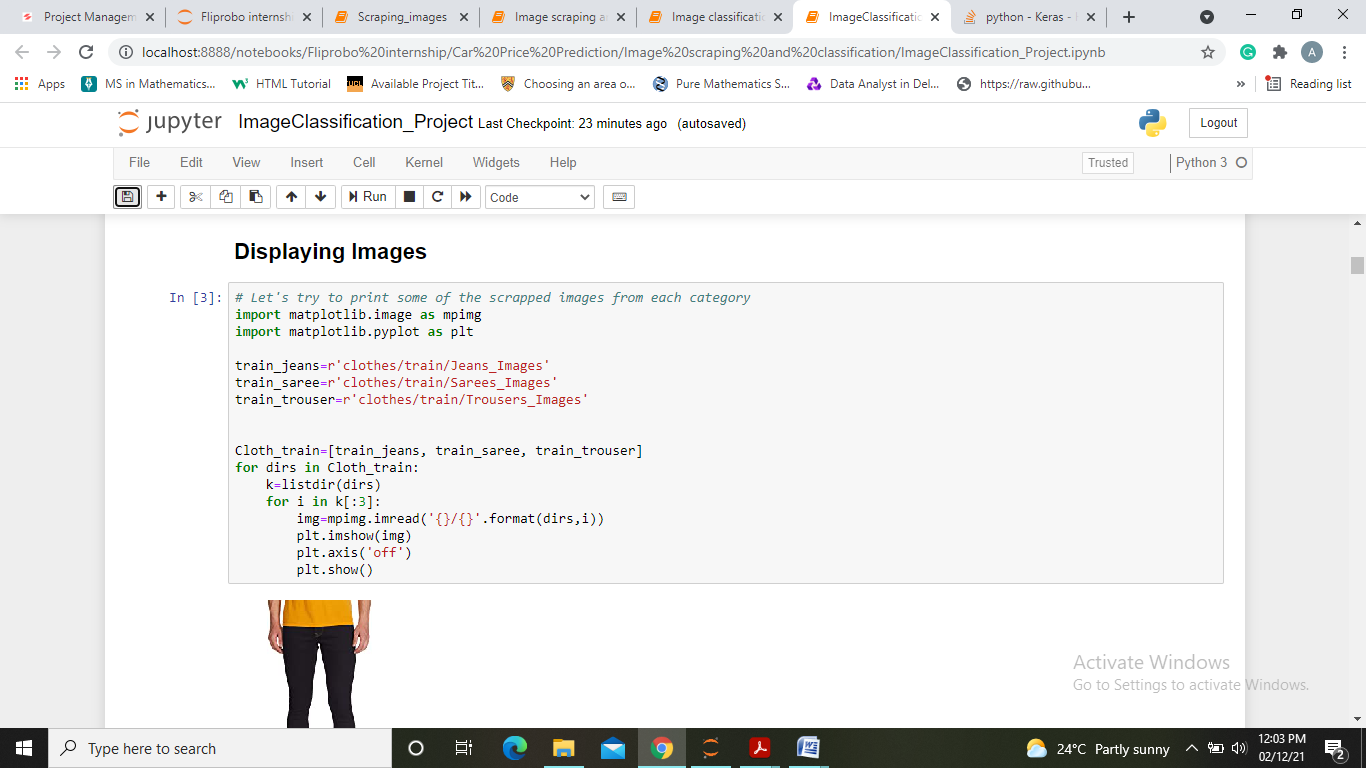 Project Managem
Fliprobo internsh
Scraping_images
Image scraping a
Image classificatio
ImageClassificatio
python - Keras -
localhost:8888/notebooks/Fliprobo%20internship/Car%20Price%20Prediction/Image%20scraping%20and%20classification/ImageClassification_Project.ipynb
G
A
Apps
MS in Mathematics...
HTML Tutorial
Available Project Tit...
Choosing an area o...
Pure Mathematics S...
Data Analyst in Del...
https://raw.githubu...
»
Reading list
jupyter ImageClassification_Project Last Checkpoint: 23 minutes ago (autosaved)
Logout
File Edit View Insert Cell Kernel Widgets Help
Trusted
Python 3
Run
Code
Displaying Images
In [3]:
# Let's try to print some of the scrapped images from each category
import matplotlib.image as mpimg
import matplotlib.pyplot as plt
train_jeans=r'clothes/train/Jeans_Images'
train_saree=r'clothes/train/Sarees_Images'
train_trouser=r'clothes/train/Trousers_Images'
Cloth_train=[train_jeans, train_saree, train_trouser]
for dirs in Cloth_train:
    k=listdir(dirs)
    for i in k[:3]:
        img=mpimg.imread('{}/{}'.format(dirs,i))
        plt.imshow(img)
        plt.axis('off')
        plt.show()
Activate Windows
Go to Settings to activate Windows.
Type here to search
24°C Partly sunny
12:03 PM
02/12/21
2